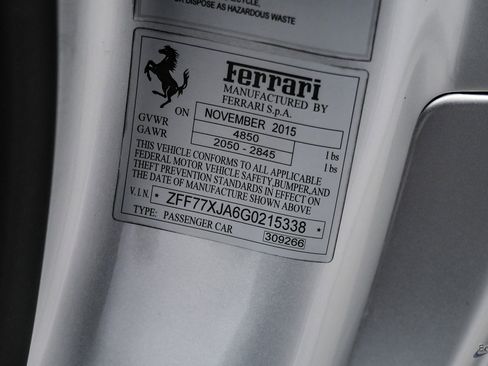 RECYCLE.
OR DISPOSE AS HAZARDOUS WASTE
Ferrari
MANUFACTURED BY
FERRARI S.p.A.
ON NOVEMBER 2015
GVWR 4850 lbs
GAWR 2050 - 2845 lbs
THIS VEHICLE CONFORMS TO ALL APPLICABLE
FEDERAL MOTOR VEHICLE SAFETY, BUMPER, AND
THEFT PREVENTION STANDARDS IN EFFECT ON
THE DATE OF MANUFACTURE SHOWN ABOVE
V.I.N. * ZFF77XJA6G0215338 *
TYPE: PASSENGER CAR 309266